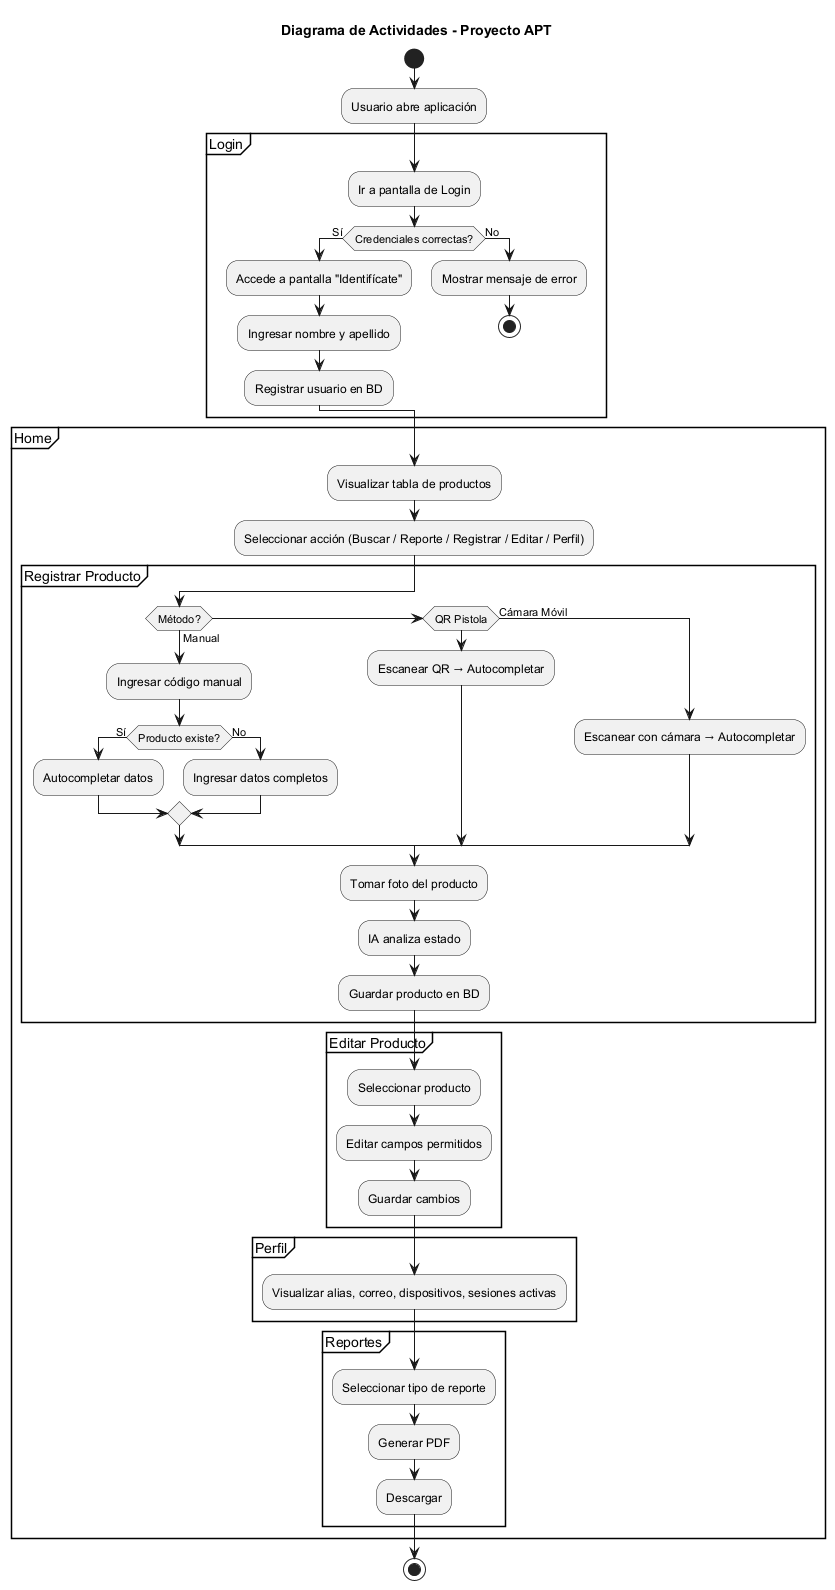 Diagrama de Actividades - Proyecto APT
Usuario abre aplicación
Login
Ir a pantalla de Login
Sí
Credenciales correctas?
No
Accede a pantalla "Identifícate"
Mostrar mensaje de error
Ingresar nombre y apellido
Registrar usuario en BD
Home
Visualizar tabla de productos
Seleccionar acción (Buscar / Reporte / Registrar / Editar / Perfil)
Registrar Producto
Método?
QR Pistola
Cámara Móvil
Manual
Ingresar código manual
Escanear QR → Autocompletar
Sí
Producto existe?
No
Escanear con cámara → Autocompletar
Autocompletar datos
Ingresar datos completos
Tomar foto del producto
IA analiza estado
Guardar producto en BD
Editar Producto
Seleccionar producto
Editar campos permitidos
Guardar cambios
Perfil
Visualizar alias, correo, dispositivos, sesiones activas
Reportes
Seleccionar tipo de reporte
Generar PDF
Descargar